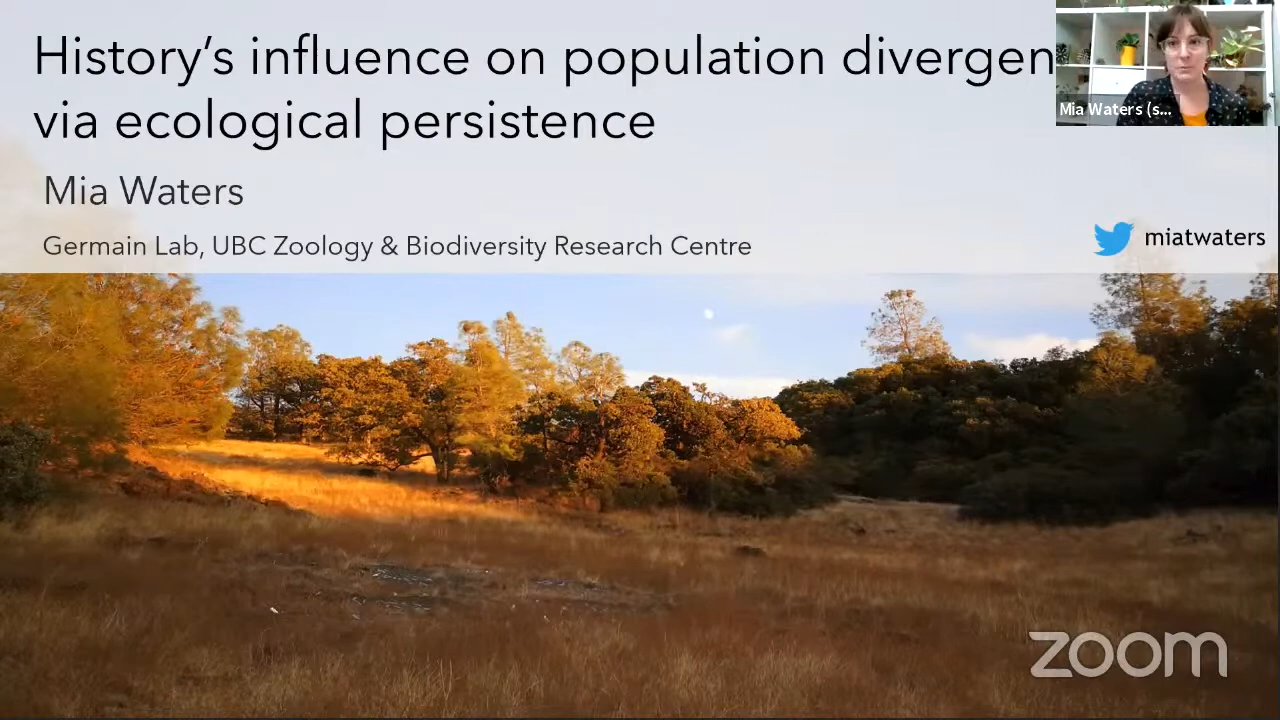 History's influence on population divergen
via ecological persistence
Mia Waters
Germain Lab, UBC Zoology & Biodiversity Research Centre
miatwaters
Mia Waters (s...
zoom